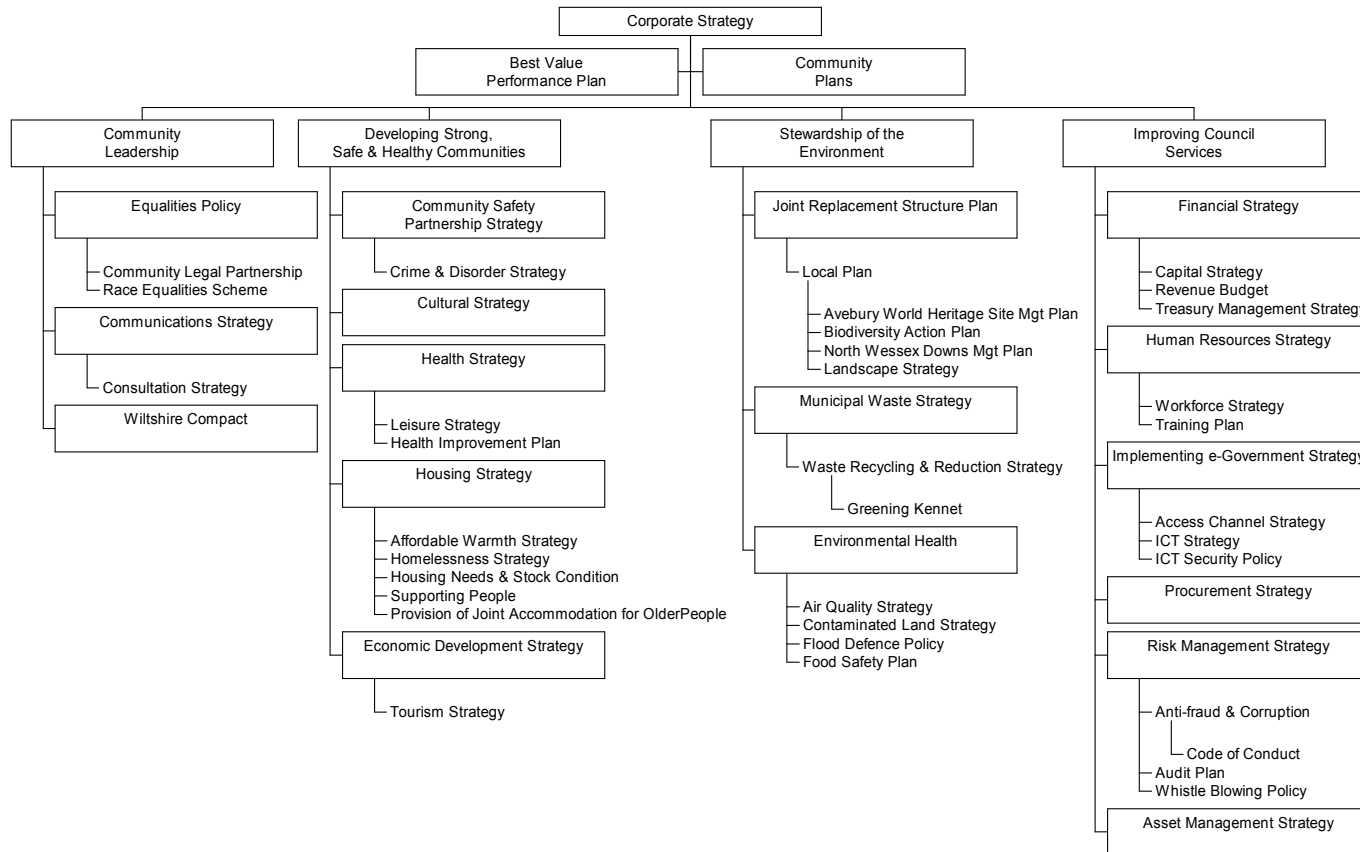 Corporate Strategy
Best Value
Performance Plan
Community
Plans
Community
Leadership
Equalities Policy
Community Legal Partnership
Race Equalities Scheme
Communications Strategy
Consultation Strategy
Wiltshire Compact
Developing Strong,
Safe & Healthy Communities
Community Safety
Partnership Strategy
Crime & Disorder Strategy
Cultural Strategy
Health Strategy
Leisure Strategy
Health Improvement Plan
Housing Strategy
Affordable Warmth Strategy
Homelessness Strategy
Housing Needs & Stock Condition
Supporting People
Provision of Joint Accommodation for OlderPeople
Economic Development Strategy
Tourism Strategy
Stewardship of the
Environment
Joint Replacement Structure Plan
Local Plan
Avebury World Heritage Site Mgt Plan
Biodiversity Action Plan
North Wessex Downs Mgt Plan
Landscape Strategy
Municipal Waste Strategy
Waste Recycling & Reduction Strategy
Greening Kennet
Environmental Health
Air Quality Strategy
Contaminated Land Strategy
Flood Defence Policy
Food Safety Plan
Improving Council
Services
Financial Strategy
Capital Strategy
Revenue Budget
Treasury Management Strategy
Human Resources Strategy
Workforce Strategy
Training Plan
Implementing e-Government Strategy
Access Channel Strategy
ICT Strategy
ICT Security Policy
Procurement Strategy
Risk Management Strategy
Anti-fraud & Corruption
Code of Conduct
Audit Plan
Whistle Blowing Policy
Asset Management Strategy